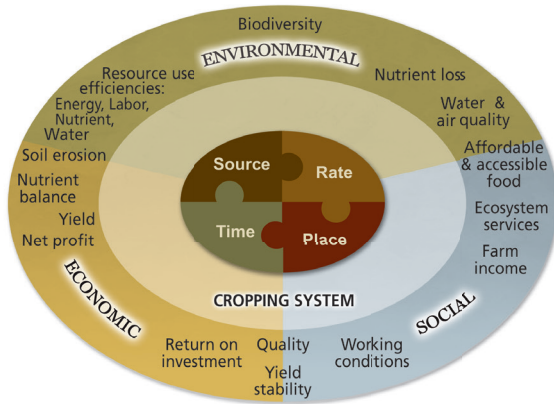 Biodiversity
ENVIRONMENTAL
Resource use
efficiencies:
Energy, Labor,
Nutrient,
Water
Nutrient loss
Water &
air quality
Soil erosion
Affordable
& accessible
food
Nutrient
balance
Yield
Net profit
Ecosystem
services
Farm
income
Source
Rate
Time
Place
CROPPING SYSTEM
ECONOMIC
SOCIAL
Return on
investment
Quality
Yield
stability
Working
conditions